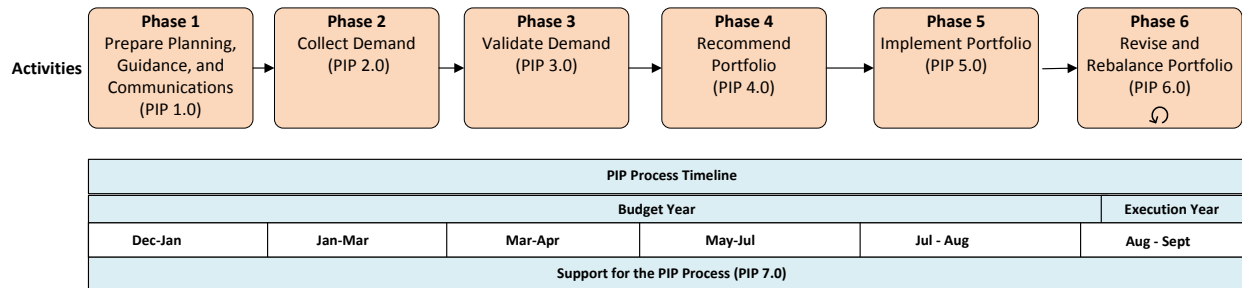 Activities
Phase 1
Prepare Planning,
Guidance, and
Communications
(PIP 1.0)
Phase 2
Collect Demand
(PIP 2.0)
Phase 3
Validate Demand
(PIP 3.0)
Phase 4
Recommend
Portfolio
(PIP 4.0)
Phase 5
Implement Portfolio
(PIP 5.0)
Phase 6
Revise and
Rebalance Portfolio
(PIP 6.0)
PIP Process Timeline
Budget Year
Execution Year
Dec-Jan
Jan-Mar
Mar-Apr
May-Jul
Jul - Aug
Aug - Sept
Support for the PIP Process (PIP 7.0)